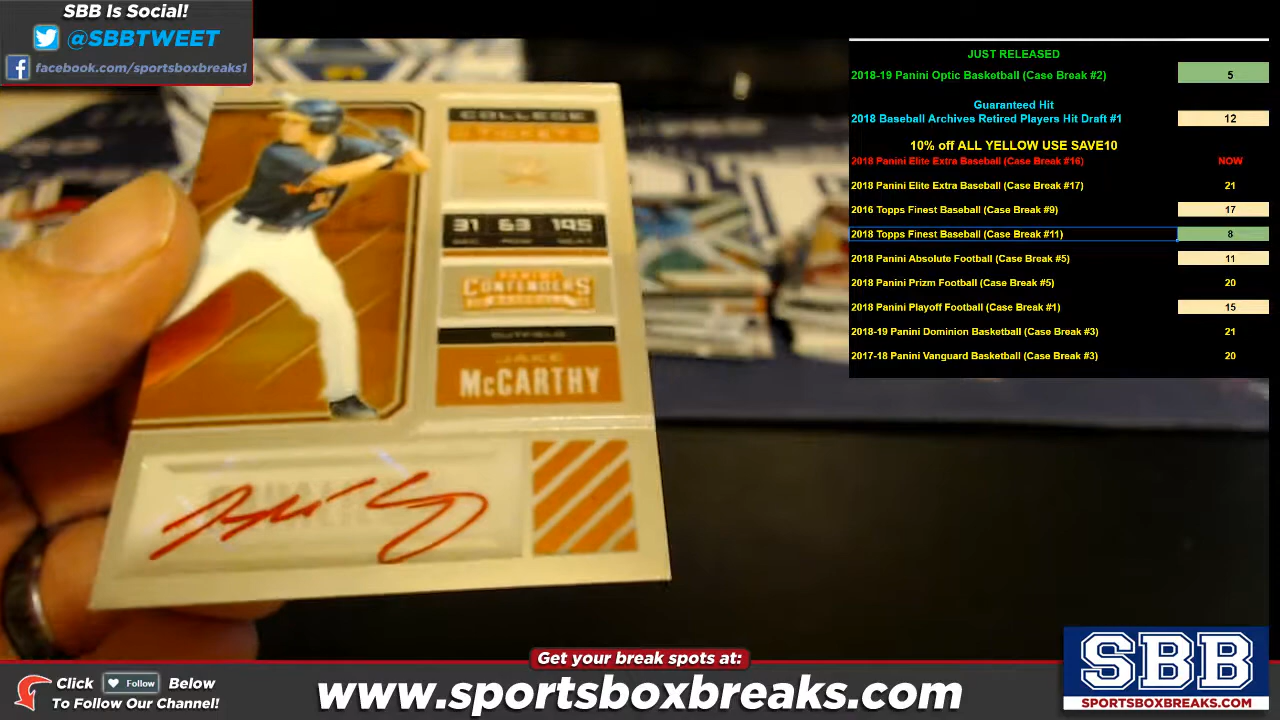 SBB Is Social!
@SBBTWEET
facebook.com/sportsboxbreaks1
COLLEGE
TICKET
31 63 195
PANINI
CONTENDERS
OUTFIELD
JAKE
McCARTHY
JUST RELEASED
2018-19 Panini Optic Basketball (Case Break #2) 5
Guaranteed Hit
2018 Baseball Archives Retired Players Hit Draft #1 12
10% off ALL YELLOW USE SAVE10
2018 Panini Elite Extra Baseball (Case Break #16) NOW
2018 Panini Elite Extra Baseball (Case Break #17) 21
2016 Topps Finest Baseball (Case Break #9) 17
2018 Topps Finest Baseball (Case Break #11) 8
2018 Panini Absolute Football (Case Break #5) 11
2018 Panini Prizm Football (Case Break #5) 20
2018 Panini Playoff Football (Case Break #1) 15
2018-19 Panini Dominion Basketball (Case Break #3) 21
2017-18 Panini Vanguard Basketball (Case Break #3) 20
Get your break spots at:
Click Follow Below
To Follow Our Channel!
www.sportsboxbreaks.com
SBB
SPORTSBOXBREAKS.COM